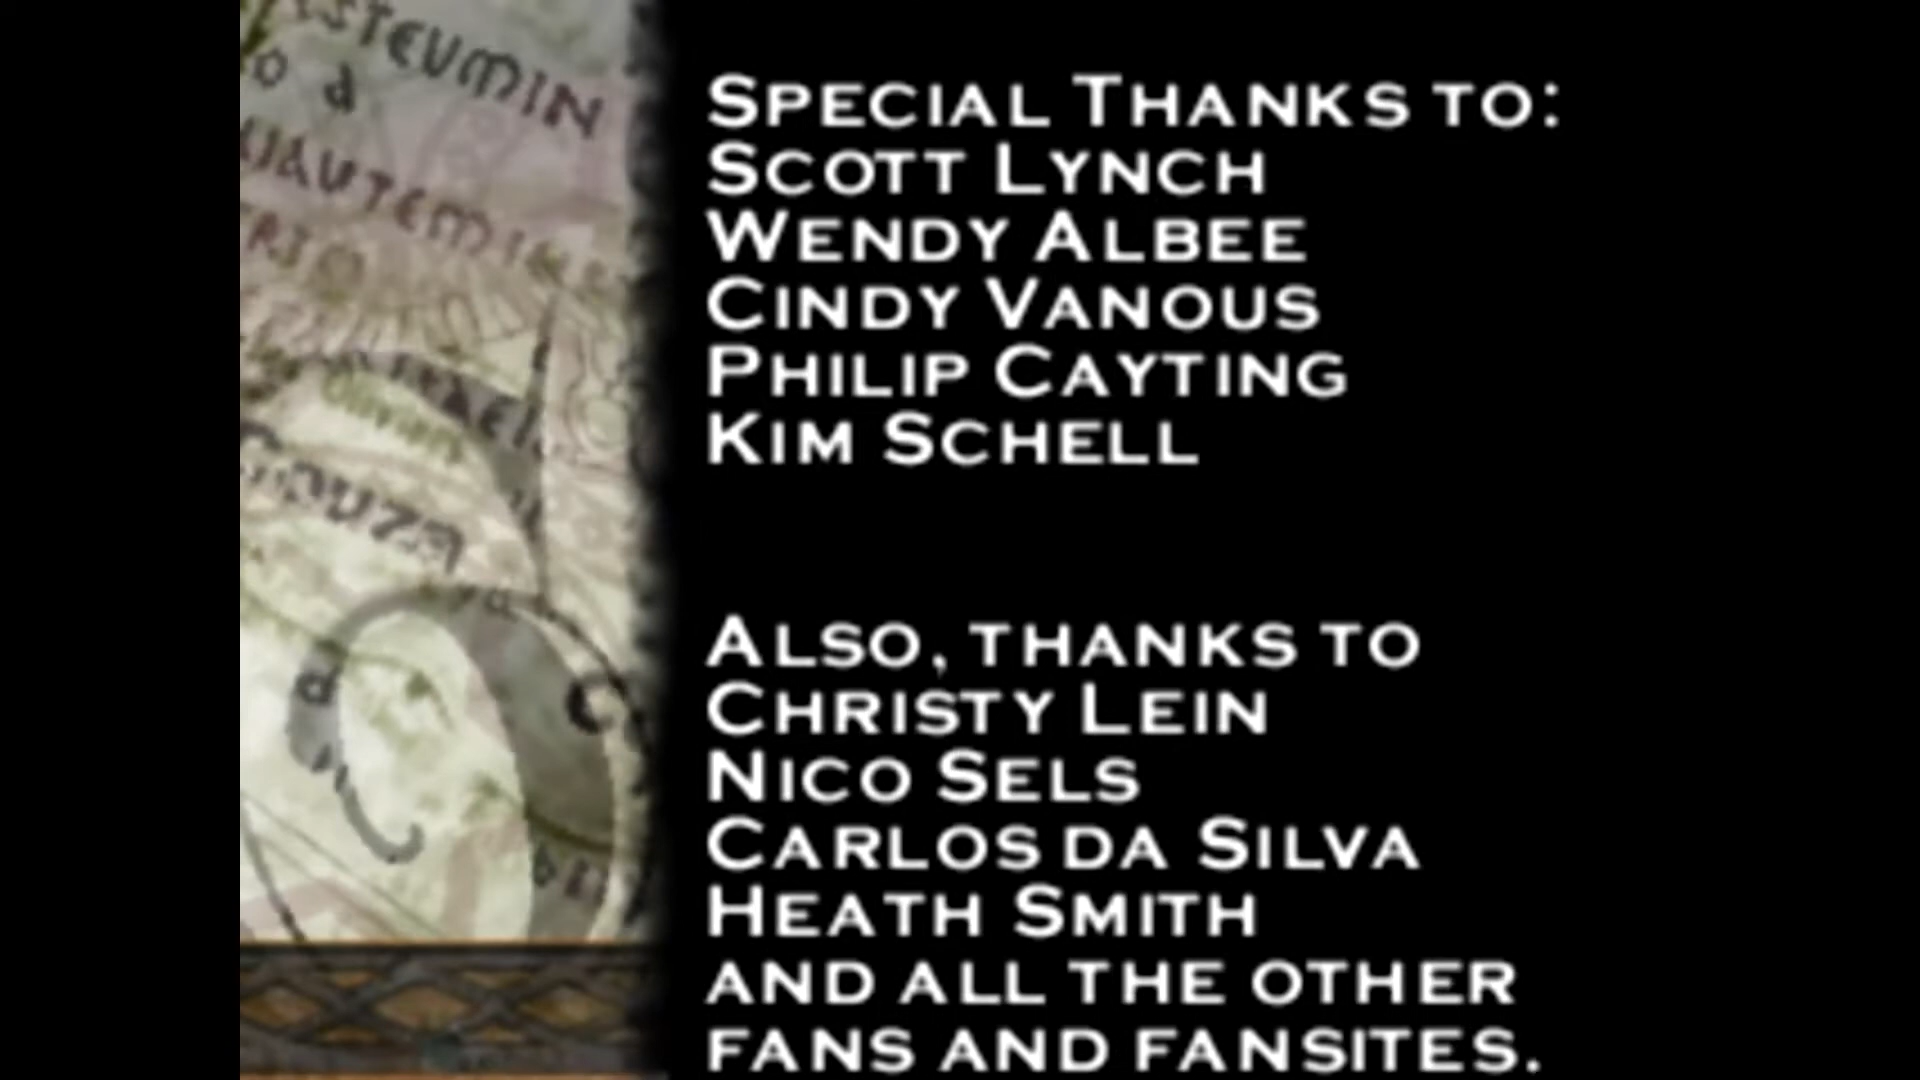 SPECIAL THANKS TO:
SCOTT LYNCH
WENDY ALBEE
CINDY VANOUS
PHILIP CAYTING
KIM SCHELL
ALSO, THANKS TO
CHRISTY LEIN
NICO SELS
CARLOS DA SILVA
HEATH SMITH
AND ALL THE OTHER
FANS AND FANSITES.